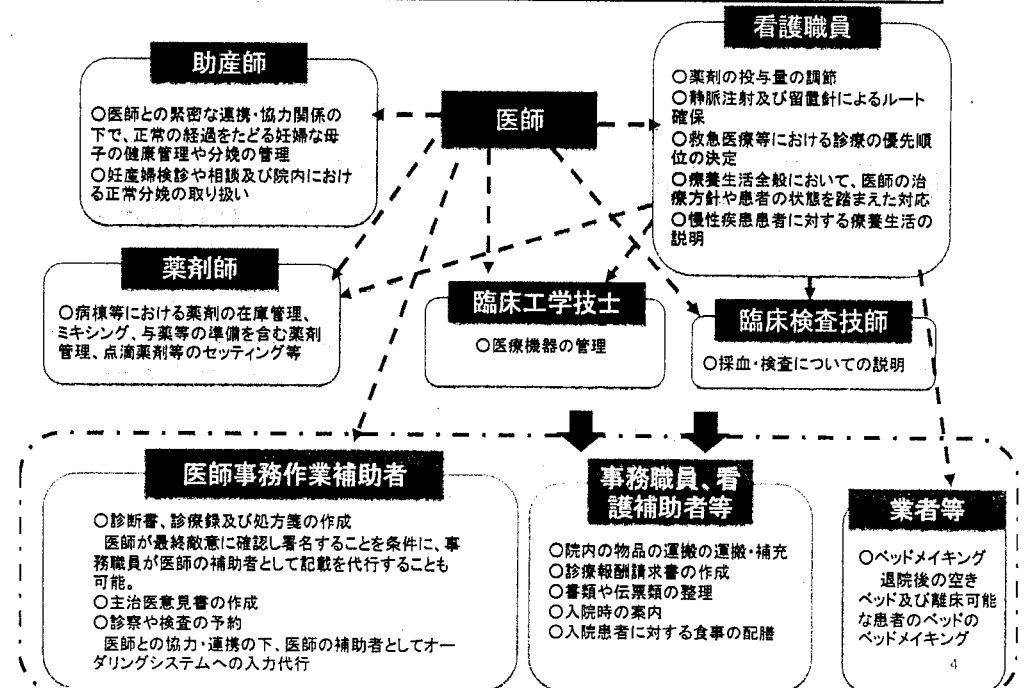 看護職員
○薬剤の投与量の調節
○静脈注射及び留置針によるルート
確保
○救急医療等における診療の優先順
位の決定
○療養生活全般において、医師の治
療方針や患者の状態を踏まえた対応
○慢性疾患患者に対する療養生活の
説明
助産師
○医師との緊密な連携・協力関係の
下で、正常の経過をたどる妊婦な母
子の健康管理や分娩の管理
○妊産婦検診や相談及び院内におけ
る正常分娩の取り扱い
医師
薬剤師
○病棟等における薬剤の在庫管理、
ミキシング、与薬等の準備を含む薬剤
管理、点滴薬剤等のセッティング等
臨床工学技士
○医療機器の管理
臨床検査技師
○採血・検査についての説明
医師事務作業補助者
○診断書、診療録及び処方箋の作成
医師が最終敵意に確認し署名することを条件に、事
務職員が医師の補助者として記載を代行することも
可能。
○主治医意見書の作成
○診察や検査の予約
医師との協力・連携の下、医師の補助者としてオー
ダリングシステムへの入力代行
事務職員、看
護補助者等
○院内の物品の運搬の運搬・補充
○診療報酬請求書の作成
○書類や伝票類の整理
○入院時の案内
○入院患者に対する食事の配膳
業者等
○ベッドメイキング
退院後の空き
ベッド及び離床可能
な患者のベッドの
ベッドメイキング
4